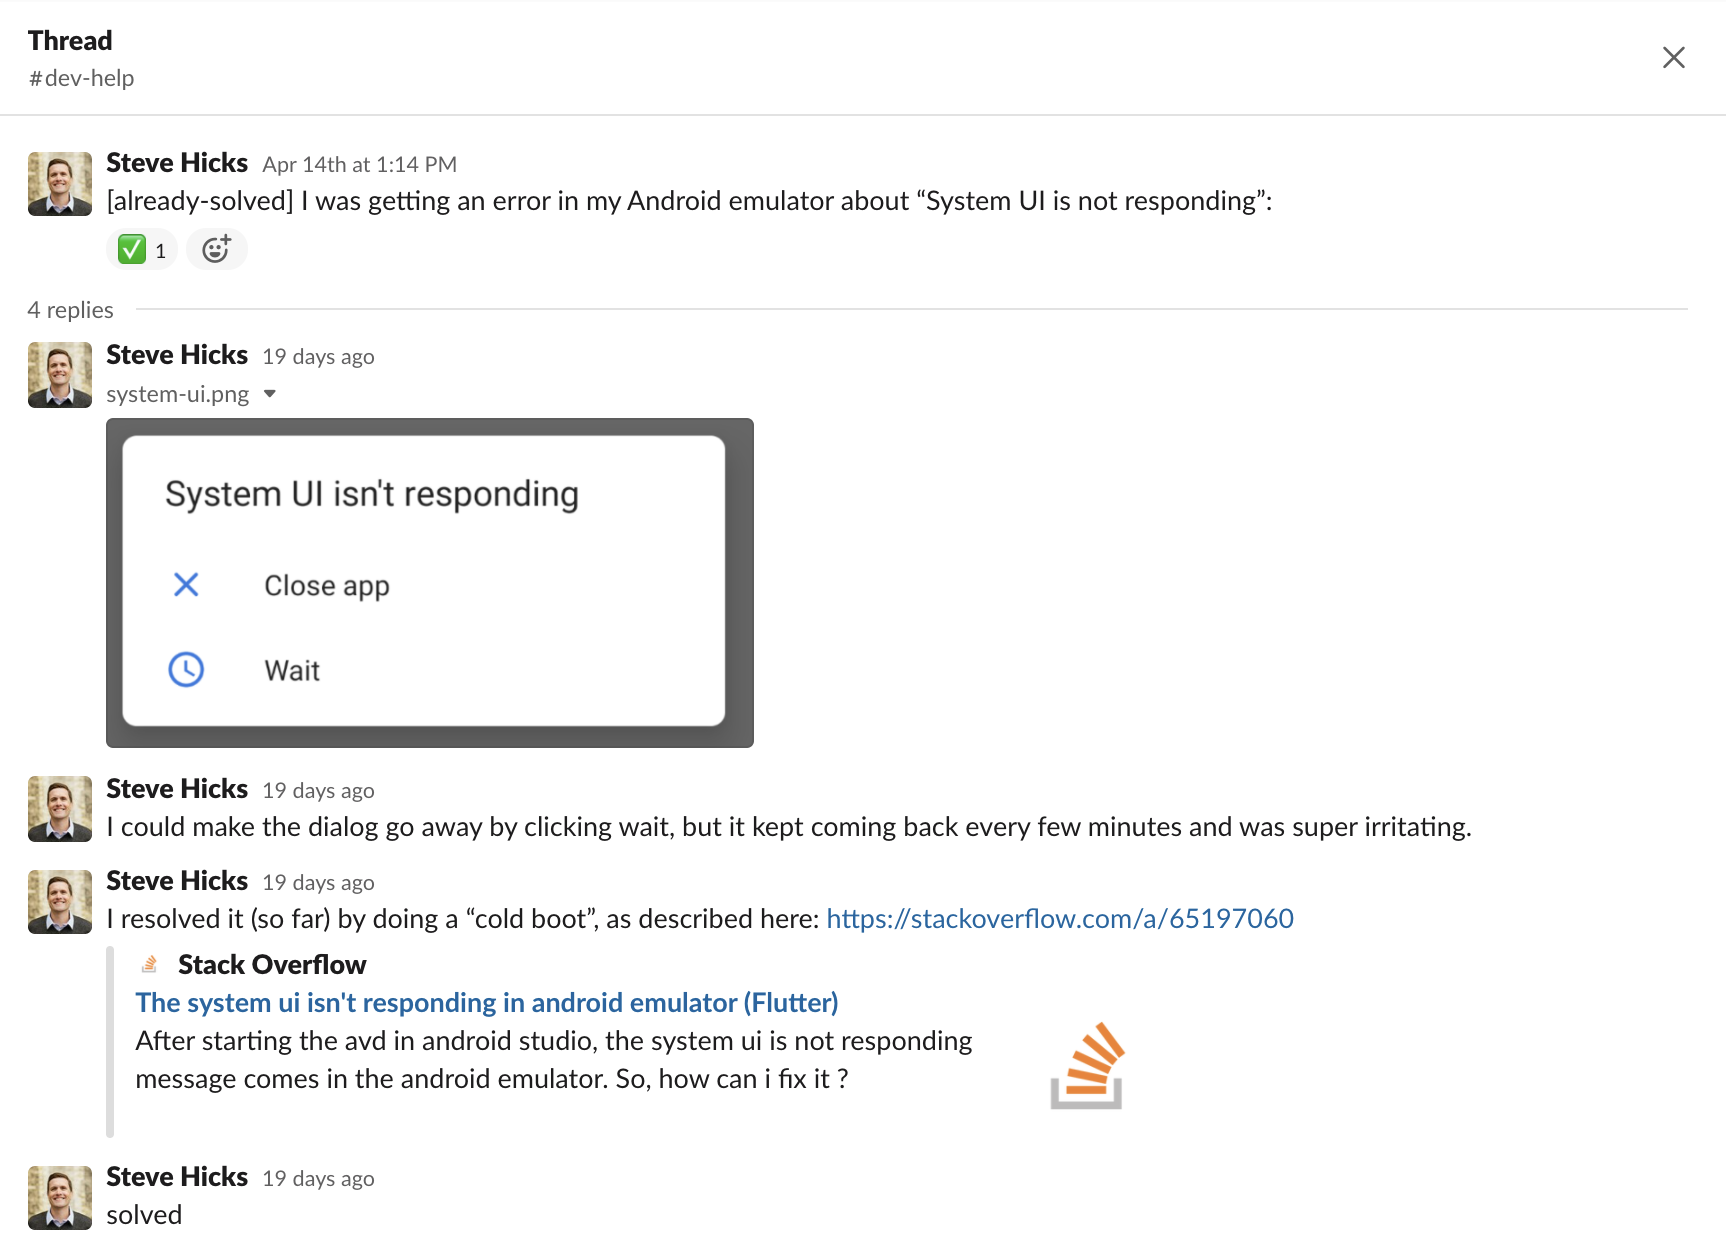 Thread
#dev-help
Steve Hicks Apr 14th at 1:14 PM
[already-solved] I was getting an error in my Android emulator about “System UI is not responding”:
1
4 replies
Steve Hicks 19 days ago
system-ui.png
System UI isn't responding
Close app
Wait
Steve Hicks 19 days ago
I could make the dialog go away by clicking wait, but it kept coming back every few minutes and was super irritating.
Steve Hicks 19 days ago
I resolved it (so far) by doing a “cold boot”, as described here: https://stackoverflow.com/a/65197060
Stack Overflow
The system ui isn't responding in android emulator (Flutter)
After starting the avd in android studio, the system ui is not responding
message comes in the android emulator. So, how can i fix it ?
Steve Hicks 19 days ago
solved